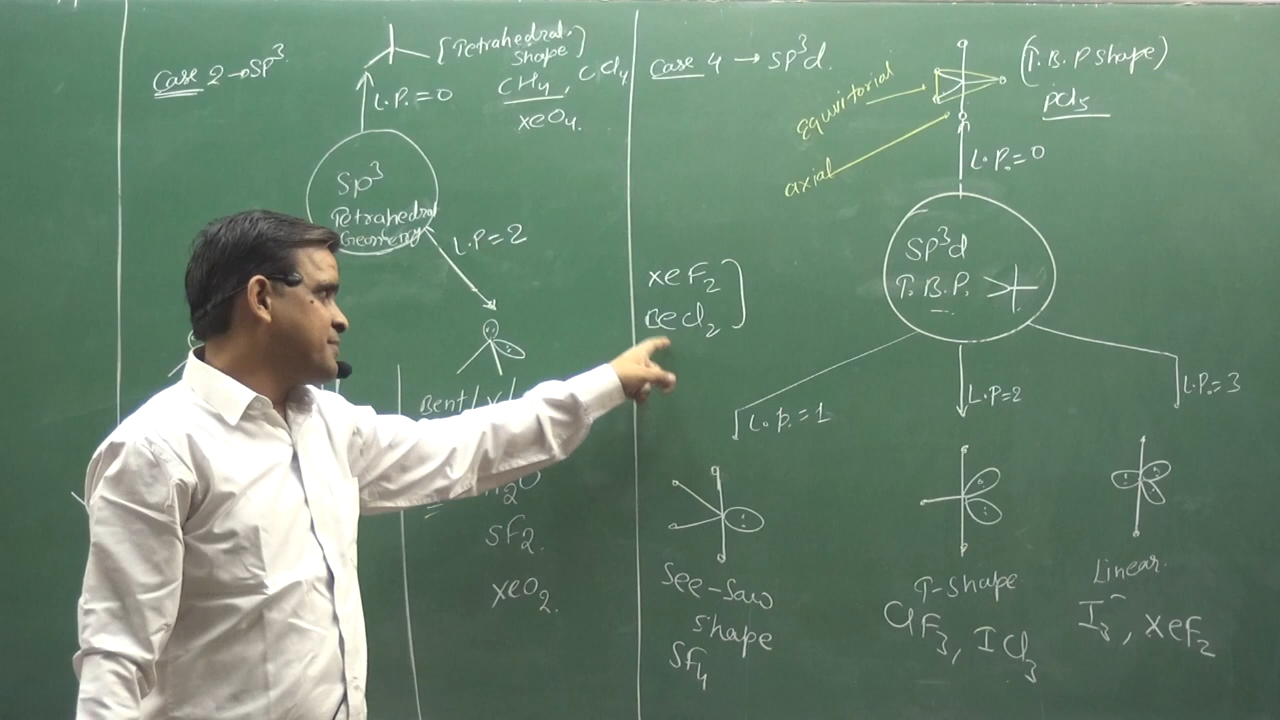 Case 2 → SP³
L.P. = 0
[Tetrahedral
Shape]
CH₄, CCl₄
XeO₄.
SP³
Tetrahedral
Geometry
L.P = 2
Bent / V /
H₂O
SF₂.
XeO₂.
Case 4 → SP³d.
Equitorial
axial
(T.B.P shape)
PCl₅
L.P. = 0
SP³d
T.B.P.
XeF₂
BeCl₂
L.P. = 1
See-Saw
Shape
SF₄
L.P = 2
T-Shape
ClF₃, ICl₃
L.P. = 3
Linear.
I₃⁻, XeF₂